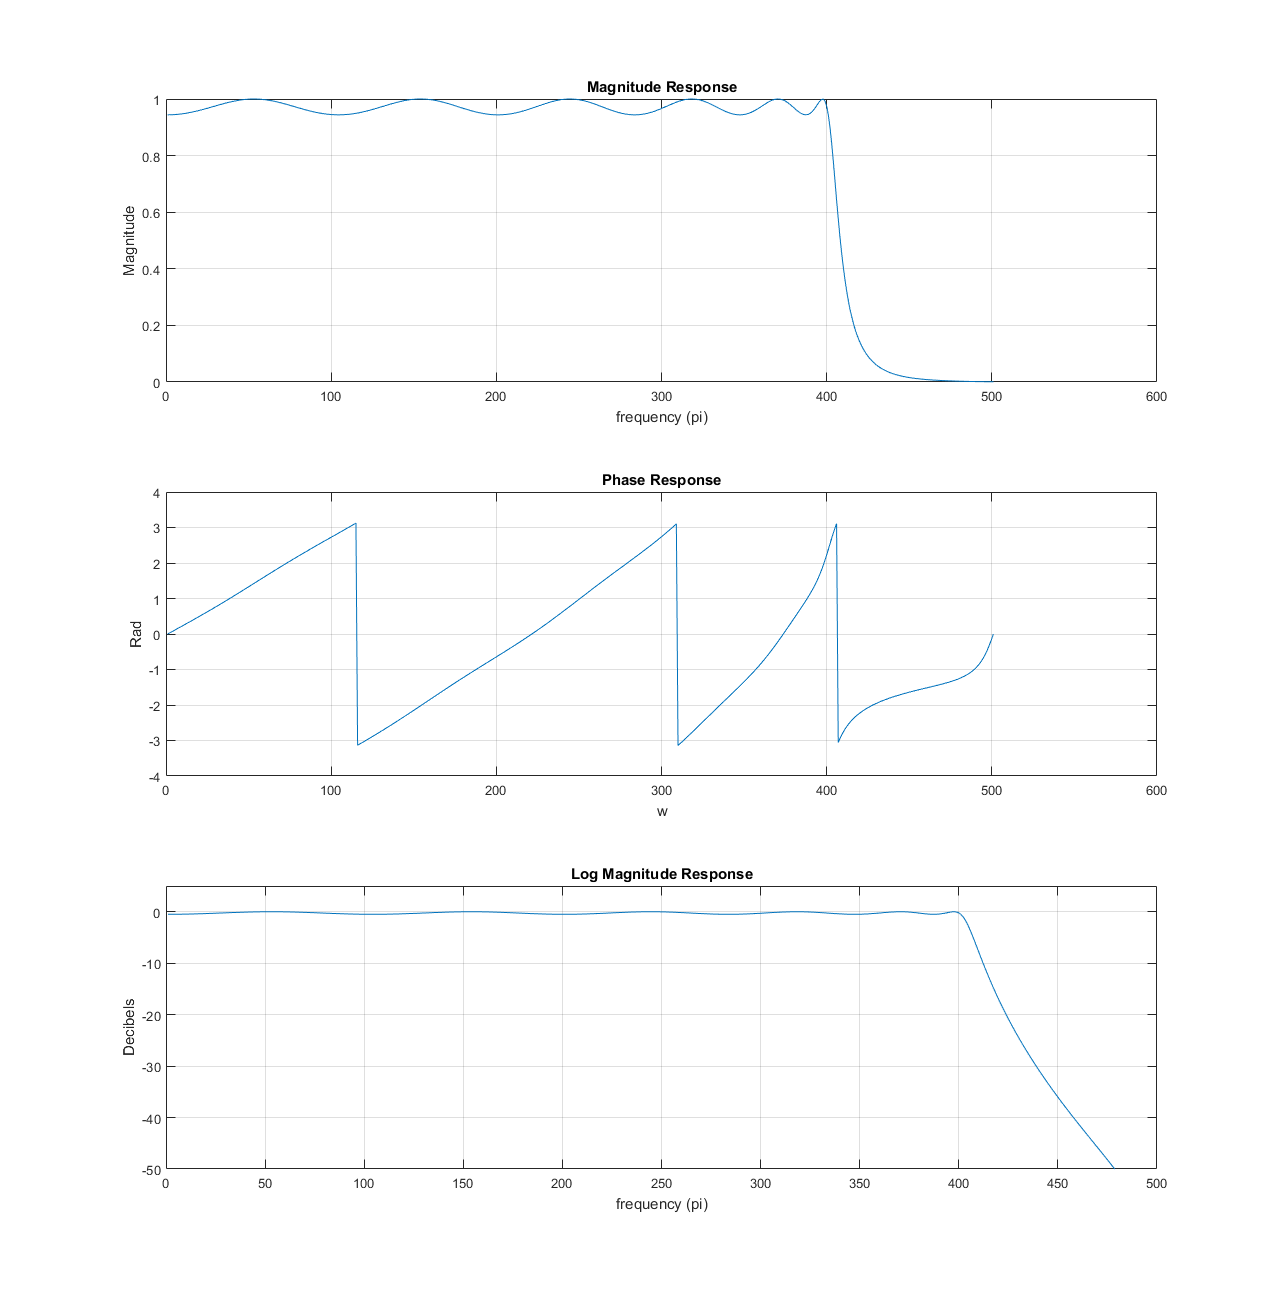 Magnitude Response
1
0.8
0.6
0.4
0.2
0
Magnitude
0 100 200 300 400 500 600
frequency (pi)
Phase Response
4
3
2
1
0
-1
-2
-3
-4
Rad
0 100 200 300 400 500 600
w
Log Magnitude Response
0
-10
-20
-30
-40
-50
Decibels
0 50 100 150 200 250 300 350 400 450 500
frequency (pi)